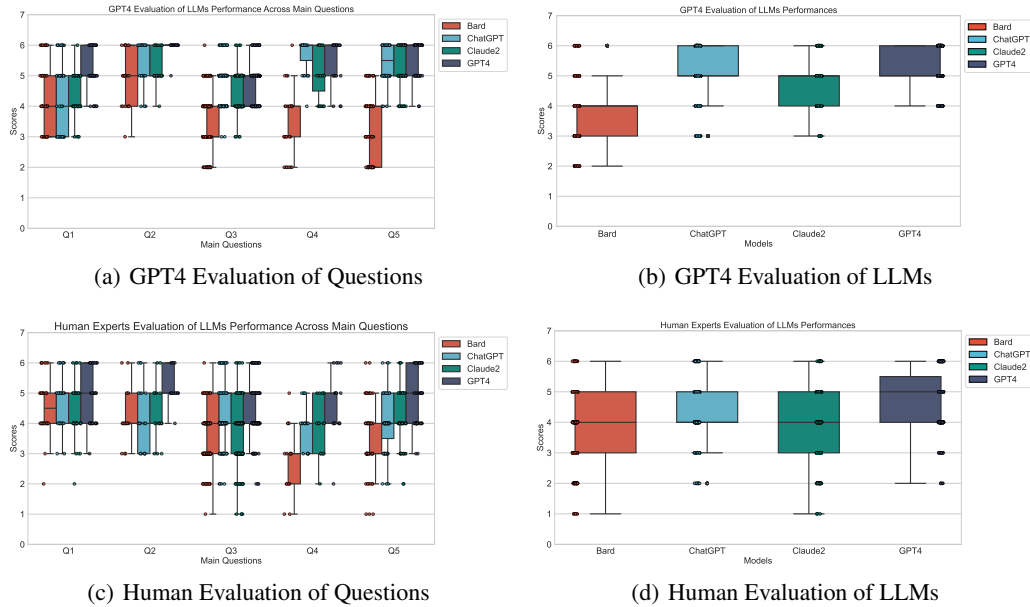 GPT4 Evaluation of LLMs Performance Across Main Questions
7
6
5
4
3
2
1
0
Scores
Q1 Q2 Q3 Q4 Q5
Main Questions
Bard
ChatGPT
Claude2
GPT4
(a) GPT4 Evaluation of Questions
GPT4 Evaluation of LLMs Performances
7
6
5
4
3
2
1
0
Scores
Bard ChatGPT Claude2 GPT4
Models
Bard
ChatGPT
Claude2
GPT4
(b) GPT4 Evaluation of LLMs
Human Experts Evaluation of LLMs Performance Across Main Questions
7
6
5
4
3
2
1
0
Scores
Q1 Q2 Q3 Q4 Q5
Main Questions
Bard
ChatGPT
Claude2
GPT4
(c) Human Evaluation of Questions
Human Experts Evaluation of LLMs Performances
7
6
5
4
3
2
1
0
Scores
Bard ChatGPT Claude2 GPT4
Models
Bard
ChatGPT
Claude2
GPT4
(d) Human Evaluation of LLMs